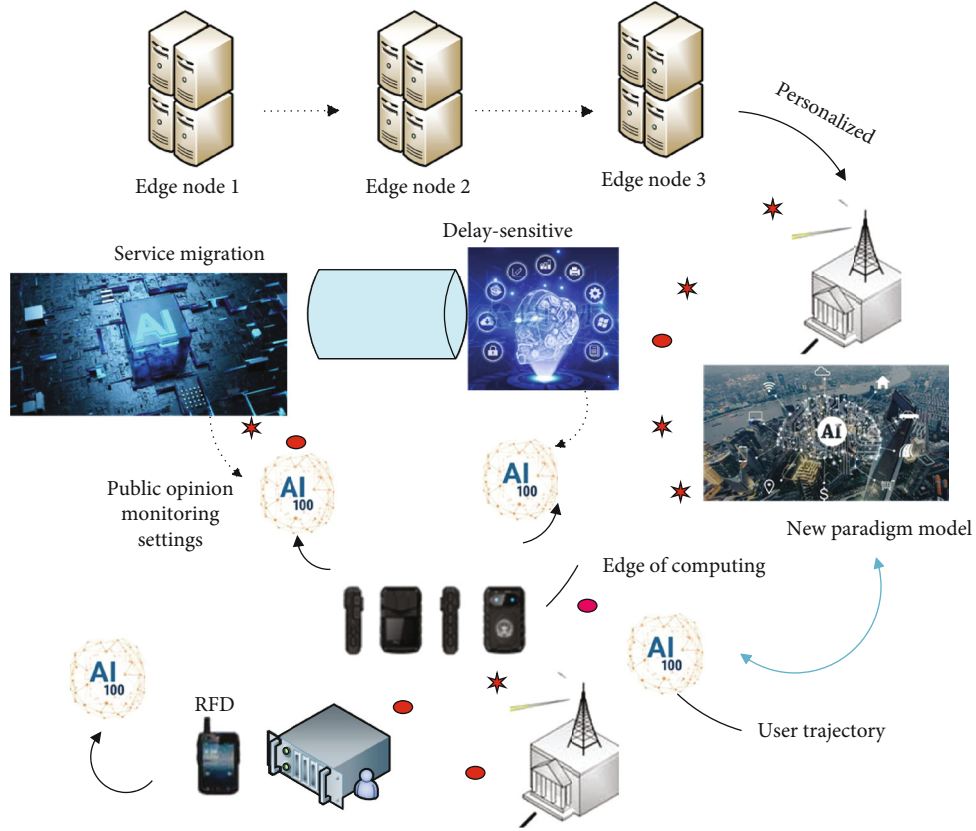 Edge node 1
Edge node 2
Edge node 3
Personalized
Service migration
Delay-sensitive
AI
AI
Public opinion
monitoring
settings
AI
100
AI
100
$
New paradigm model
Edge of computing
AI
100
AI
100
RFD
User trajectory